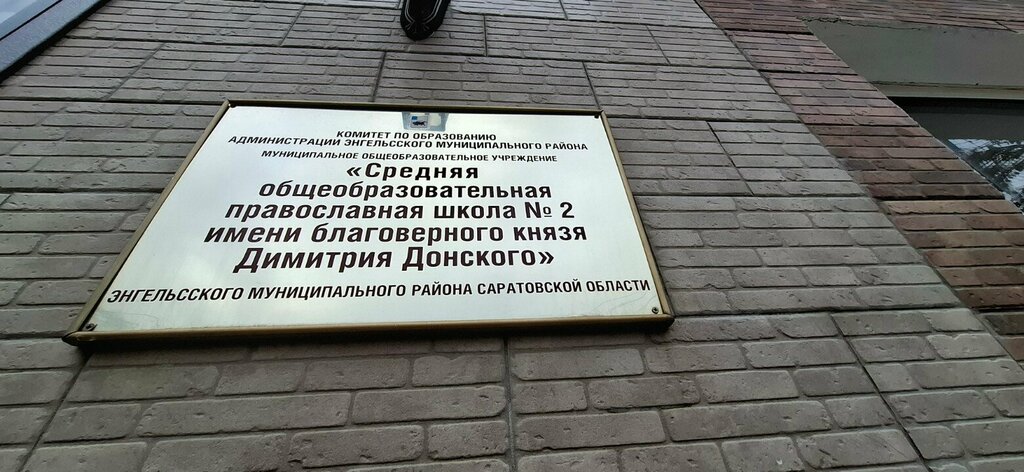 КОМИТЕТ ПО ОБРАЗОВАНИЮ
АДМИНИСТРАЦИИ ЭНГЕЛЬССКОГО МУНИЦИПАЛЬНОГО РАЙОНА
МУНИЦИПАЛЬНОЕ ОБЩЕОБРАЗОВАТЕЛЬНОЕ УЧРЕЖДЕНИЕ
«Средняя
общеобразовательная
православная школа № 2
имени благоверного князя
Димитрия Донского»
ЭНГЕЛЬССКОГО МУНИЦИПАЛЬНОГО РАЙОНА САРАТОВСКОЙ ОБЛАСТИ